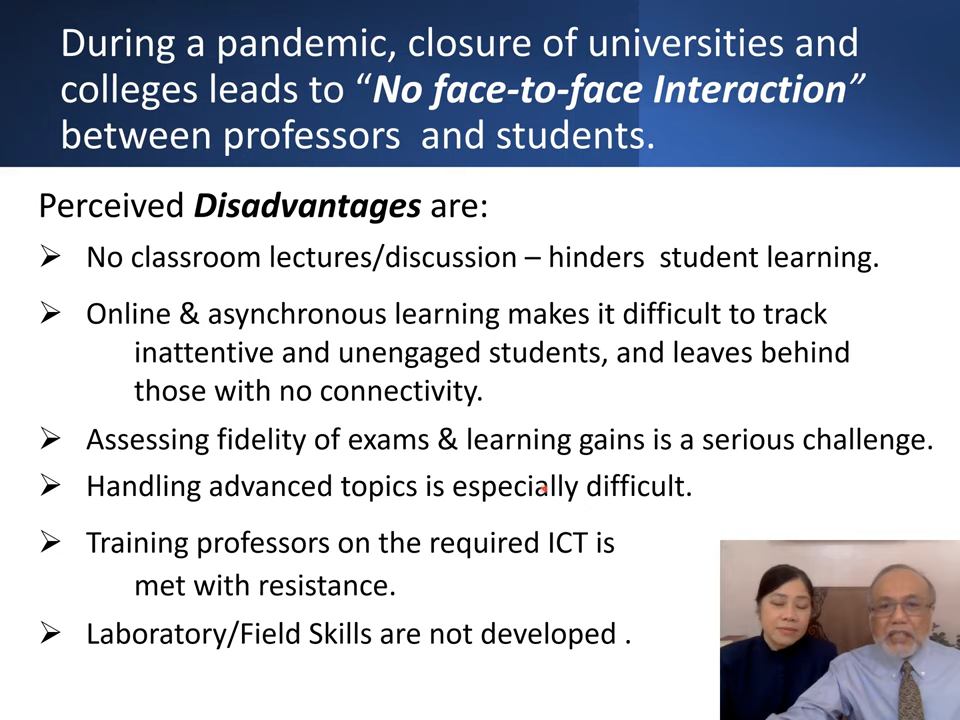 During a pandemic, closure of universities and
colleges leads to “No face-to-face Interaction”
between professors  and students.
Perceived Disadvantages are:
➢ No classroom lectures/discussion – hinders  student learning.
➢ Online & asynchronous learning makes it difficult to track
inattentive and unengaged students, and leaves behind
those with no connectivity.
➢ Assessing fidelity of exams & learning gains is a serious challenge.
➢ Handling advanced topics is especially difficult.
➢ Training professors on the required ICT is
met with resistance.
➢ Laboratory/Field Skills are not developed .